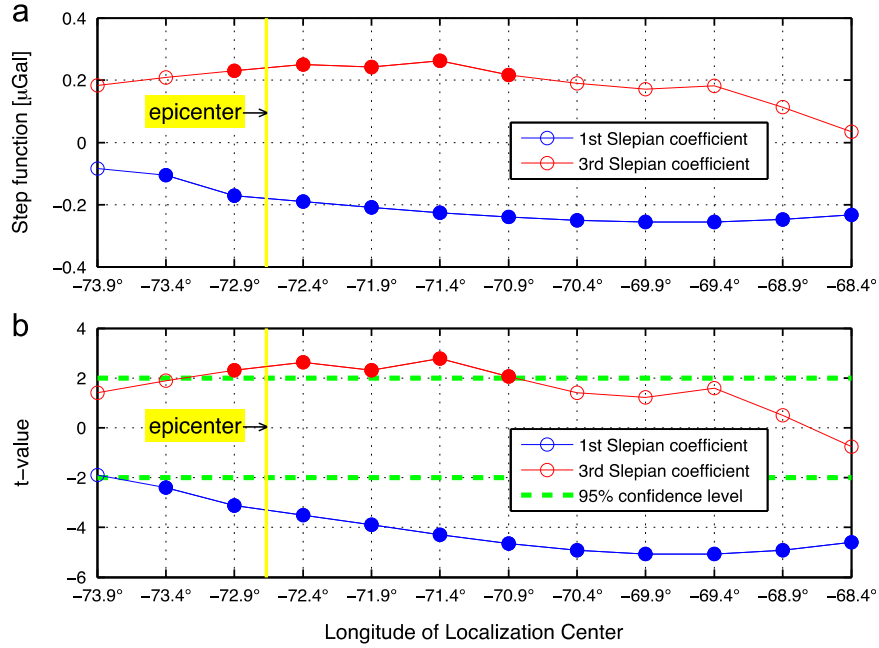 a
Step function [μGal]
0.4
0.2
0
−0.2
−0.4
epicenter
1st Slepian coefficient
3rd Slepian coefficient
−73.9° −73.4° −72.9° −72.4° −71.9° −71.4° −70.9° −70.4° −69.9° −69.4° −68.9° −68.4°
b
t−value
4
2
0
−2
−4
−6
epicenter
1st Slepian coefficient
3rd Slepian coefficient
95% confidence level
−73.9° −73.4° −72.9° −72.4° −71.9° −71.4° −70.9° −70.4° −69.9° −69.4° −68.9° −68.4°
Longitude of Localization Center